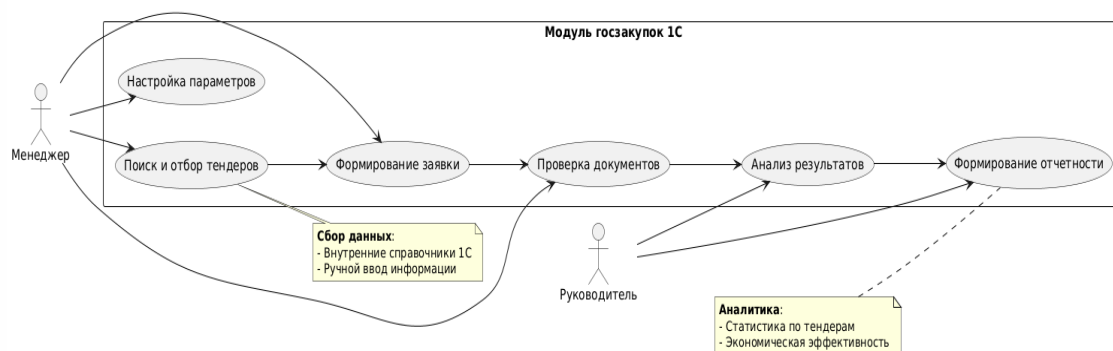 Модуль госзакупок 1С
Настройка параметров
Менеджер
Поиск и отбор тендеров
Формирование заявки
Проверка документов
Анализ результатов
Формирование отчетности
Сбор данных:
- Внутренние справочники 1С
- Ручной ввод информации
Руководитель
Аналитика:
- Статистика по тендерам
- Экономическая эффективность